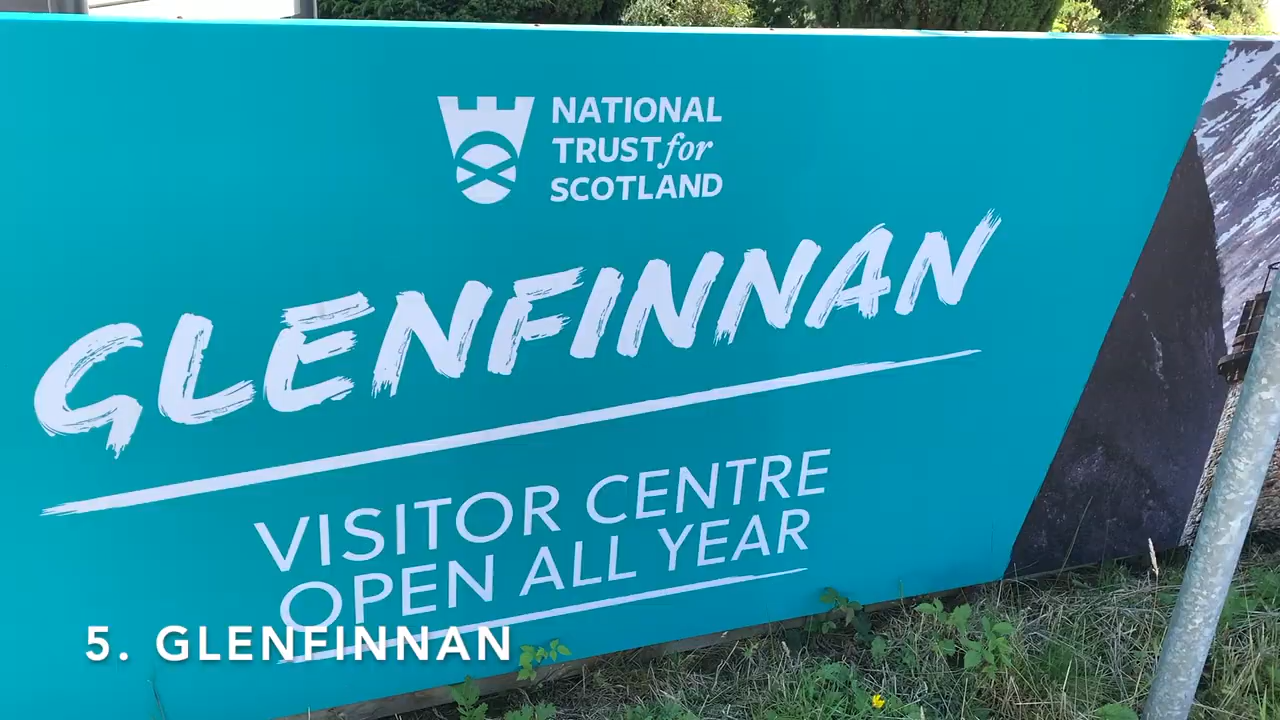 NATIONAL
TRUST for
SCOTLAND
GLENFINNAN
VISITOR CENTRE
OPEN ALL YEAR
5. GLENFINNAN